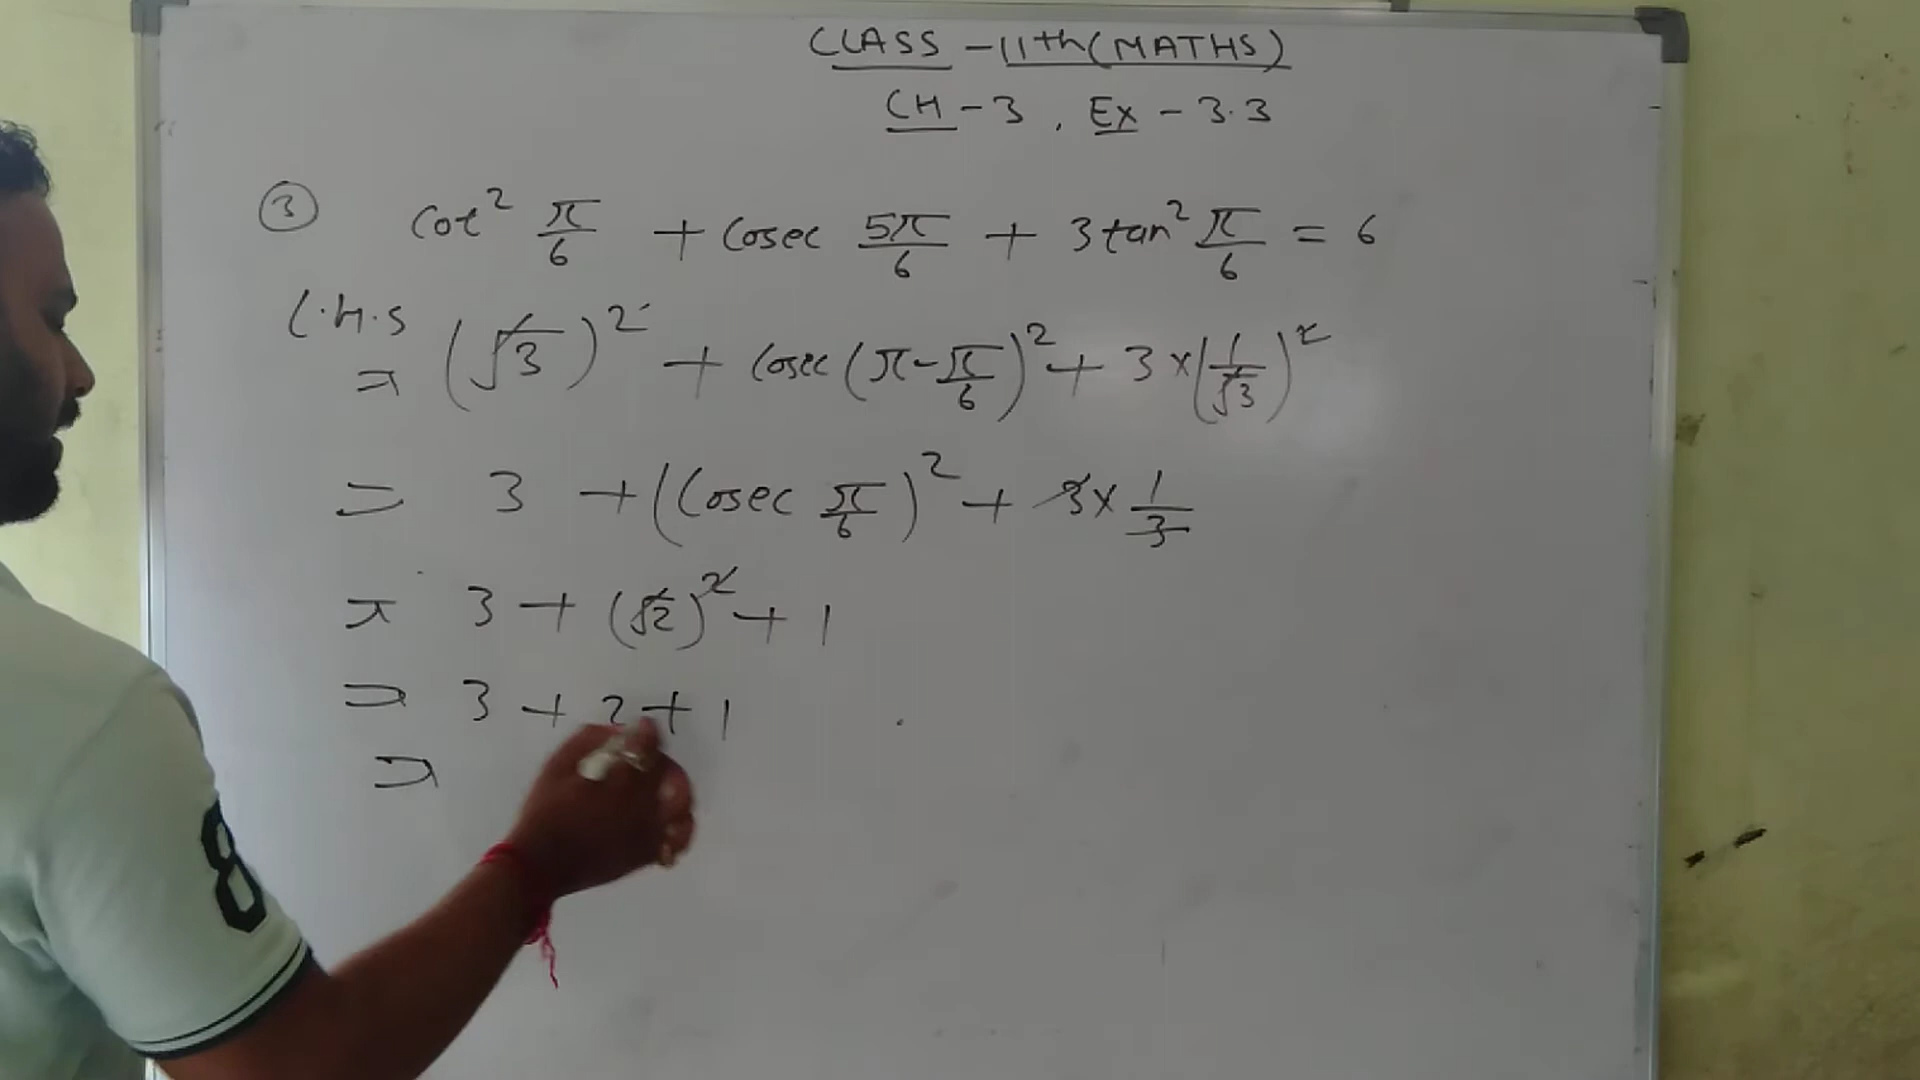 CLASS - 11th (MATHS)
CH - 3 , Ex - 3.3
③ Cot² π/6 + Cosec 5π/6 + 3tan² π/6 = 6
L.H.S
= (√3)² + Cosec (π - π/6)² + 3 × (1/√3)²
= 3 + (Cosec π/6)² + 3 × 1/3
= 3 + (√2)² + 1
= 3 + 2 + 1
=
8